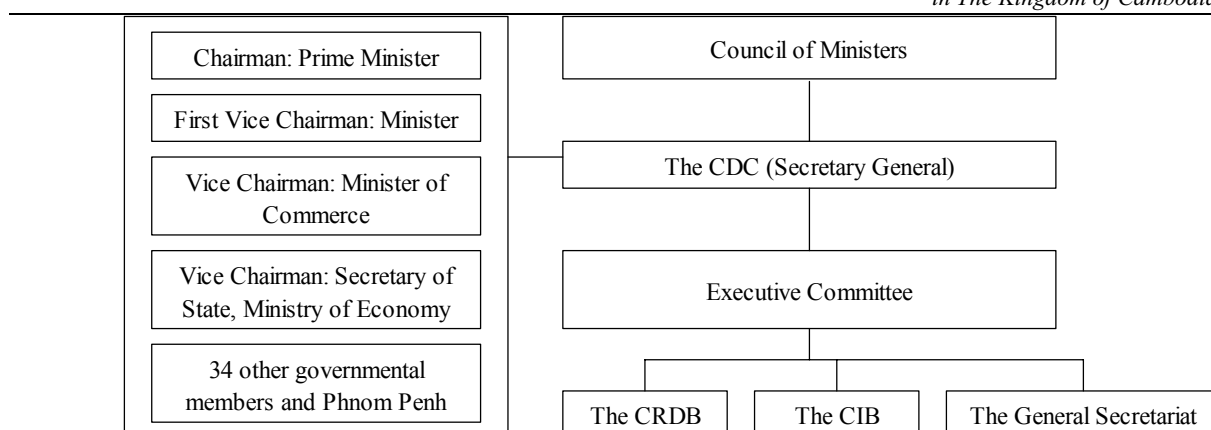 in The Kingdom of Cambodia
Chairman: Prime Minister
First Vice Chairman: Minister
Vice Chairman: Minister of
Commerce
Vice Chairman: Secretary of
State, Ministry of Economy
34 other governmental
members and Phnom Penh
Council of Ministers
The CDC (Secretary General)
Executive Committee
The CRDB
The CIB
The General Secretariat